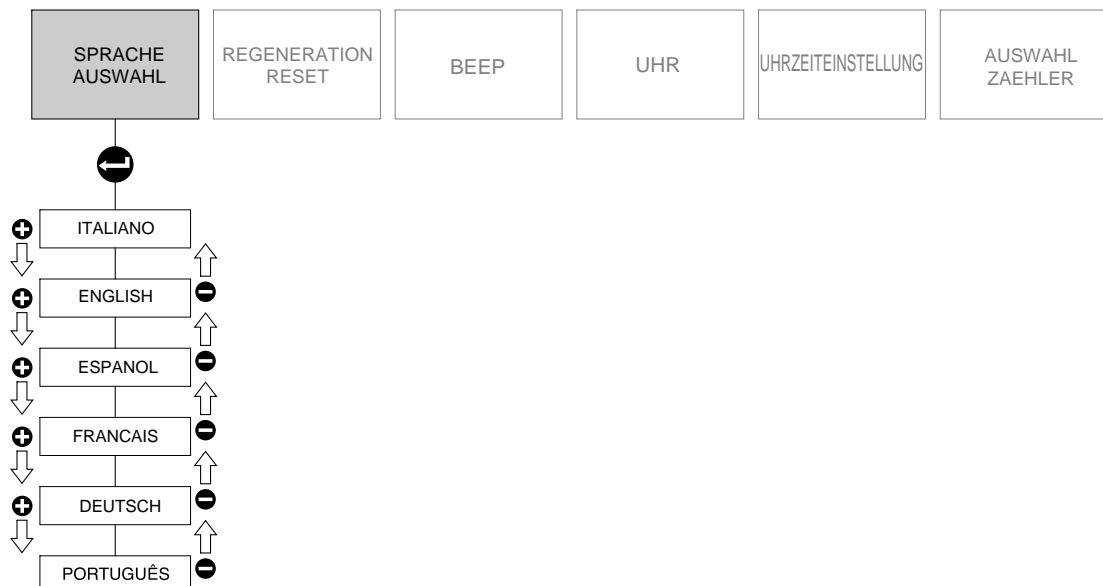 SPRACHE
AUSWAHL
REGENERATION
RESET
BEEP
UHR
UHRZEITEINSTELLUNG
AUSWAHL
ZAEHLER
ITALIANO
ENGLISH
ESPANOL
FRANCAIS
DEUTSCH
PORTUGUÊS